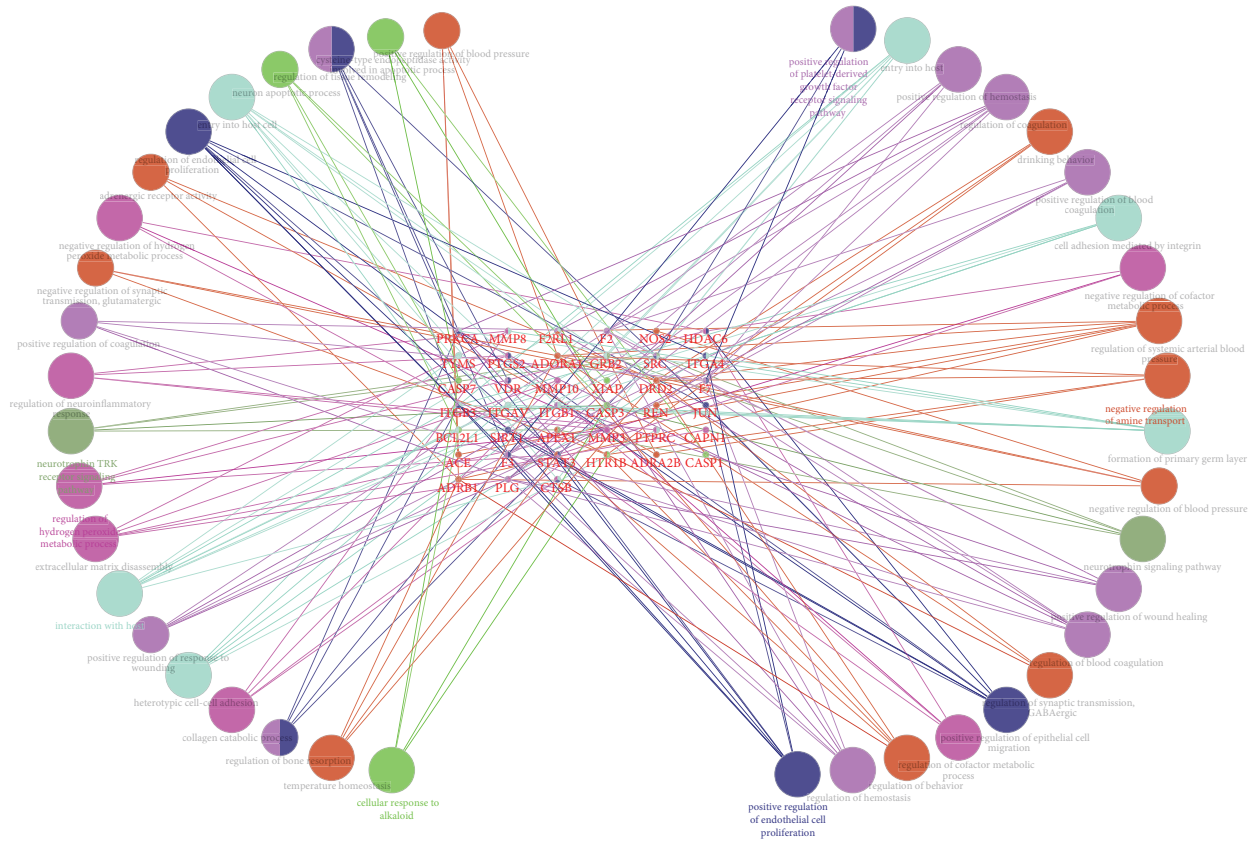 positive regulation of blood pressure
cysteine-type endopeptidase activity
involved in apoptotic process
regulation of tissue remodeling
neuron apoptotic process
entry into host cell
regulation of endothelial cell
proliferation
adrenergic receptor activity
negative regulation of hydrogen
peroxide metabolic process
negative regulation of synaptic
transmission, glutamatergic
positive regulation of coagulation
regulation of neuroinflammatory
response
neurotrophin TRK
receptor signaling
regulation of
hydrogen peroxide
metabolic process
extracellular matrix disassembly
interaction with host
positive regulation of response to
wounding
heterotypic cell-cell adhesion
collagen catabolic process
regulation of bone resorption
temperature homeostasis
cellular response to
alkaloid
PRKCA MMP8 F2RL1 F2 NOS2 HDAC6
TYMS PTGS2 ADORA1 GRB2 SRC ITGA4
CASP7 VDR MMP10 XIAP DRD2 F7
ITGB3 ITGAV ITGB1 CASP3 REN JUN
BCL2L1 SIRT1 APEX1 PTPRC CAPN1
ACE F3 STAT3 HTR1B ADRA2B CASP1
ADRB1 PLG CTSB
positive regulation
of platelet-derived
growth factor
receptor signaling
pathway
entry into host
positive regulation of hemostasis
regulation of coagulation
drinking behavior
positive regulation of blood
coagulation
cell adhesion mediated by integrin
negative regulation of cofactor
metabolic process
regulation of systemic arterial blood
pressure
negative regulation
of amine transport
formation of primary germ layer
negative regulation of blood pressure
neurotrophin signaling pathway
positive regulation of wound healing
regulation of blood coagulation
regulation of synaptic transmission,
GABAergic
positive regulation of epithelial cell
migration
regulation of cofactor metabolic
process
regulation of behavior
regulation of hemostasis
positive regulation
of endothelial cell
proliferation